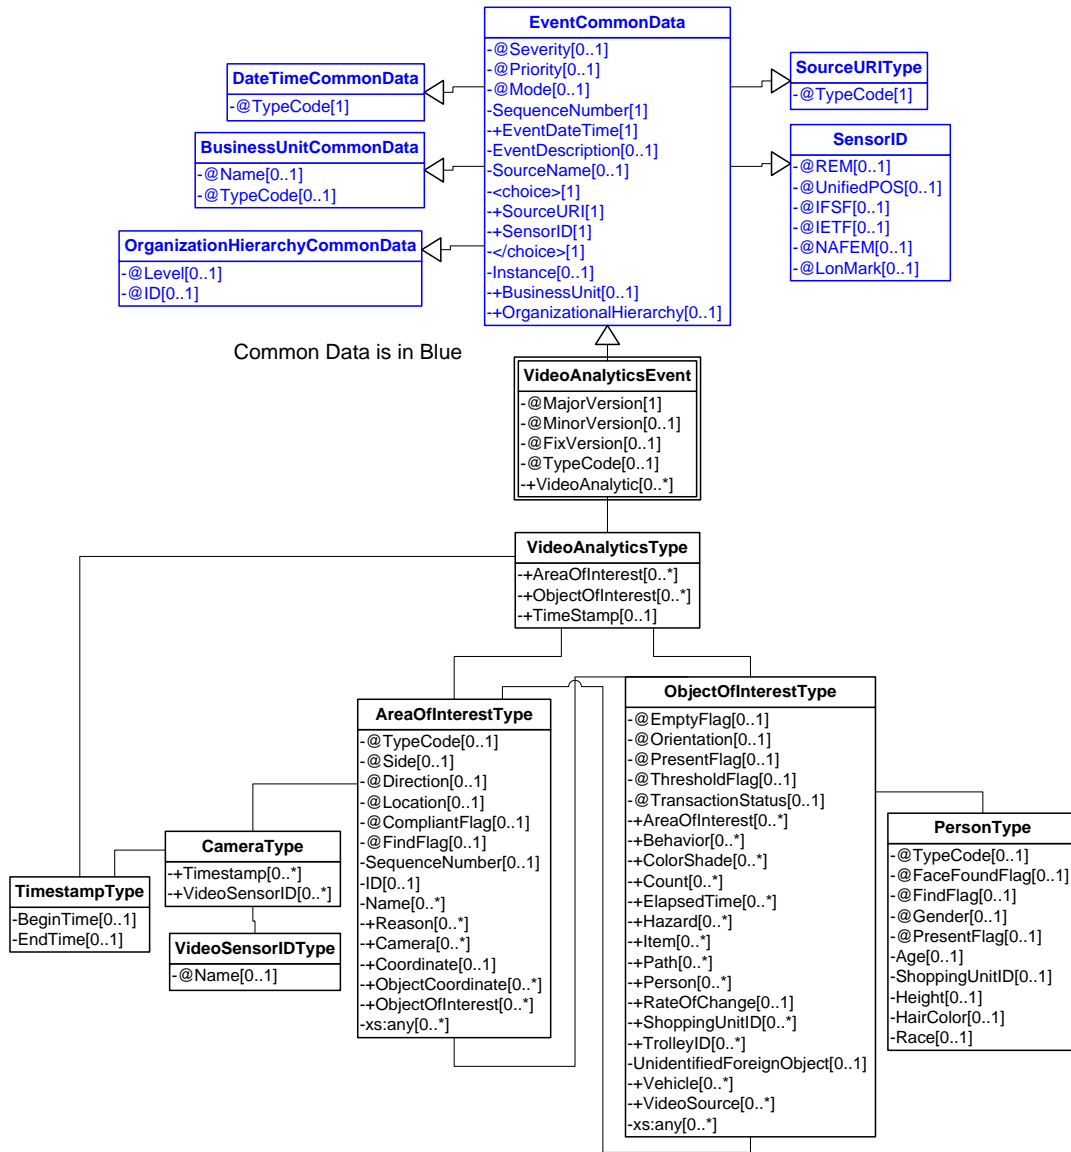 EventCommonData
-@Severity[0..1]
-@Priority[0..1]
-@Mode[0..1]
-SequenceNumber[1]
-+EventDateTime[1]
-EventDescription[0..1]
-SourceName[0..1]
-<choice>[1]
-+SourceURI[1]
-+SensorID[1]
-</choice>[1]
-Instance[0..1]
-+BusinessUnit[0..1]
-+OrganizationalHierarchy[0..1]
DateTimeCommonData
-@TypeCode[1]
BusinessUnitCommonData
-@Name[0..1]
-@TypeCode[0..1]
OrganizationHierarchyCommonData
-@Level[0..1]
-@ID[0..1]
SourceURIType
-@TypeCode[1]
SensorID
-@REM[0..1]
-@UnifiedPOS[0..1]
-@IFSF[0..1]
-@IETF[0..1]
-@NAFEM[0..1]
-@LonMark[0..1]
Common Data is in Blue
VideoAnalyticsEvent
-@MajorVersion[1]
-@MinorVersion[0..1]
-@FixVersion[0..1]
-@TypeCode[0..1]
-+VideoAnalytic[0..*]
VideoAnalyticsType
-+AreaOfInterest[0..*]
-+ObjectOfInterest[0..*]
-+TimeStamp[0..1]
AreaOfInterestType
-@TypeCode[0..1]
-@Side[0..1]
-@Direction[0..1]
-@Location[0..1]
-@CompliantFlag[0..1]
-@FindFlag[0..1]
-SequenceNumber[0..1]
-ID[0..1]
-Name[0..*]
-+Reason[0..*]
-+Camera[0..*]
-+Coordinate[0..1]
-+ObjectCoordinate[0..*]
-+ObjectOfInterest[0..*]
-xs:any[0..*]
ObjectOfInterestType
-@EmptyFlag[0..1]
-@Orientation[0..1]
-@PresentFlag[0..1]
-@ThresholdFlag[0..1]
-@TransactionStatus[0..1]
-+AreaOfInterest[0..*]
-+Behavior[0..*]
-+ColorShade[0..*]
-+Count[0..*]
-+ElapsedTime[0..*]
-+Hazard[0..*]
-+Item[0..*]
-+Path[0..*]
-+Person[0..*]
-+RateOfChange[0..1]
-+ShoppingUnitID[0..*]
-+TrolleyID[0..*]
-UnidentifiedForeignObject[0..1]
-+Vehicle[0..*]
-+VideoSource[0..*]
-xs:any[0..*]
PersonType
-@TypeCode[0..1]
-@FaceFoundFlag[0..1]
-@FindFlag[0..1]
-@Gender[0..1]
-@PresentFlag[0..1]
-Age[0..1]
-ShoppingUnitID[0..1]
-Height[0..1]
-HairColor[0..1]
-Race[0..1]
CameraType
-+Timestamp[0..*]
-+VideoSensorID[0..*]
TimestampType
-BeginTime[0..1]
-EndTime[0..1]
VideoSensorIDType
-@Name[0..1]